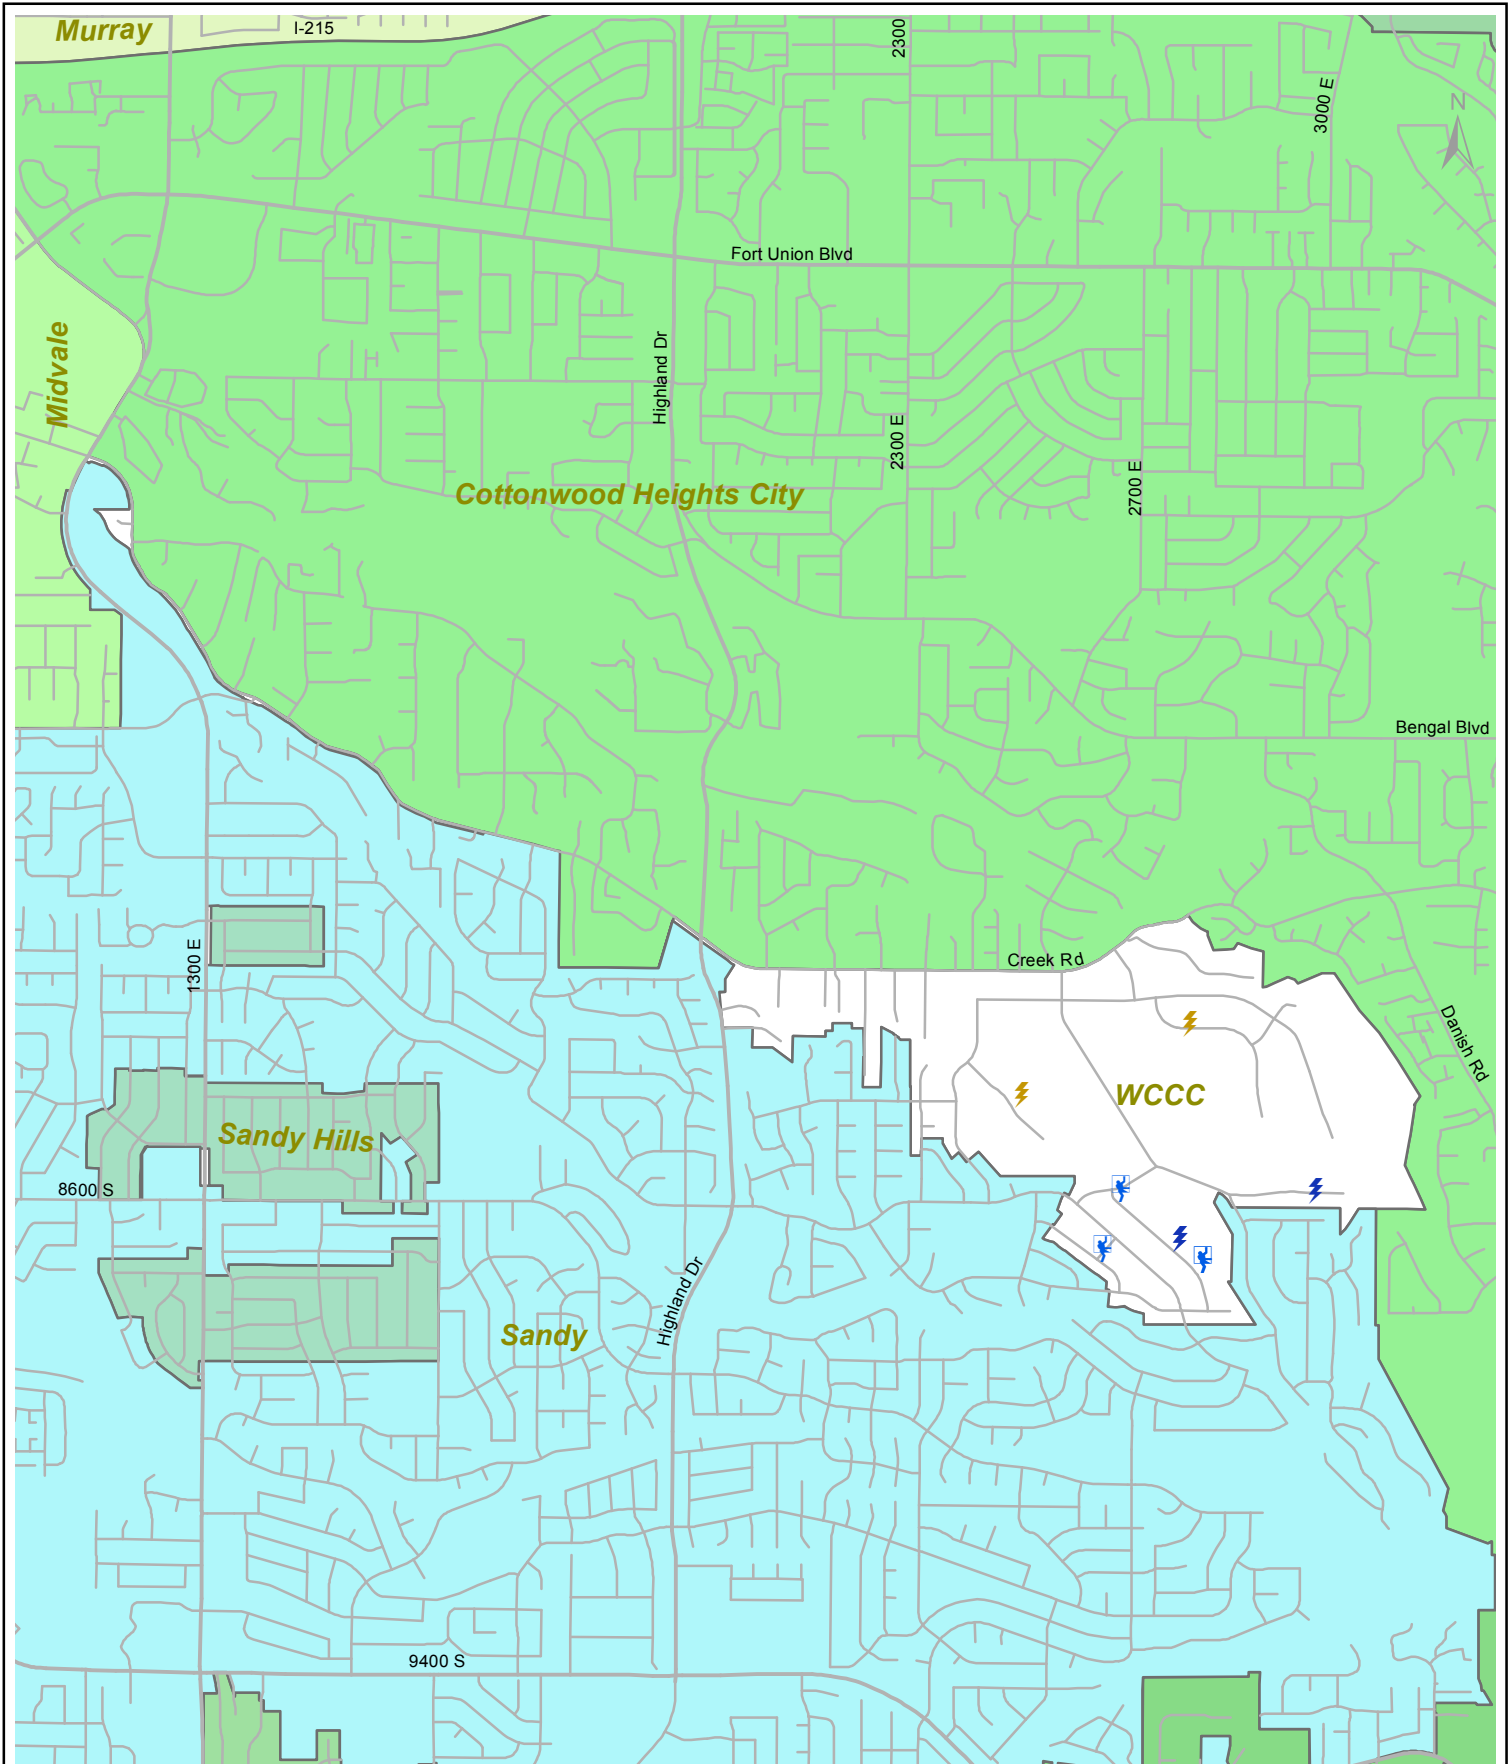 Murray
I-215
2300
3000 E
N
Fort Union Blvd
Midvale
Highland Dr
2300 E
2700 E
Cottonwood Heights City
Bengal Blvd
1300 E
Creek Rd
Danish Rd
WCCC
Sandy Hills
8600 S
Highland Dr
Sandy
9400 S